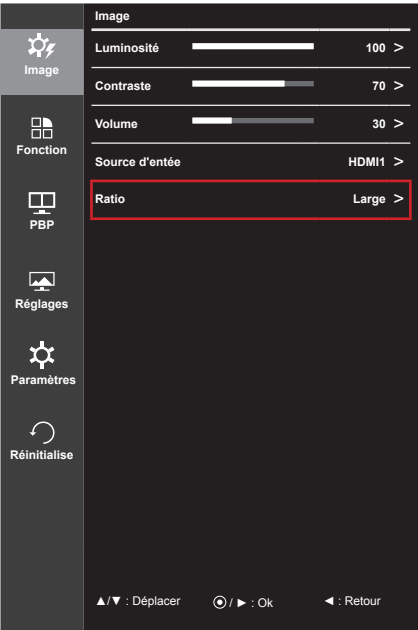 Image
Luminosité 100 >
Contraste 70 >
Volume 30 >
Source d'entée HDMI1 >
Ratio Large >
Image
Fonction
PBP
Réglages
Paramètres
Réinitialise
▲/▼ : Déplacer ⦿ / ► : Ok ◄ : Retour